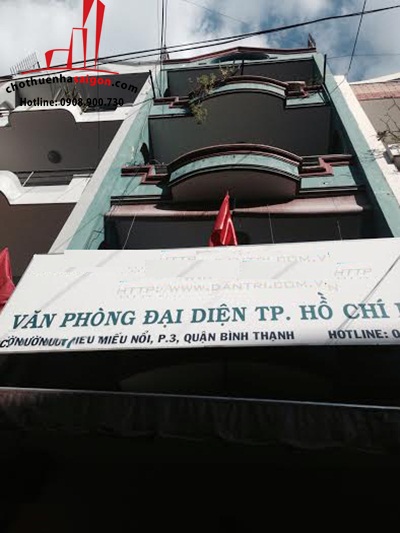 chothuenhasaigon.com
Hotline: 0908.900.730
HTTP://WWW.DANTRI.COM.V
VĂN PHÒNG ĐẠI DIỆN TP. HỒ CHÍ
MIẾU NỔI, P.3, QUẬN BÌNH THẠNH HOTLINE: 0